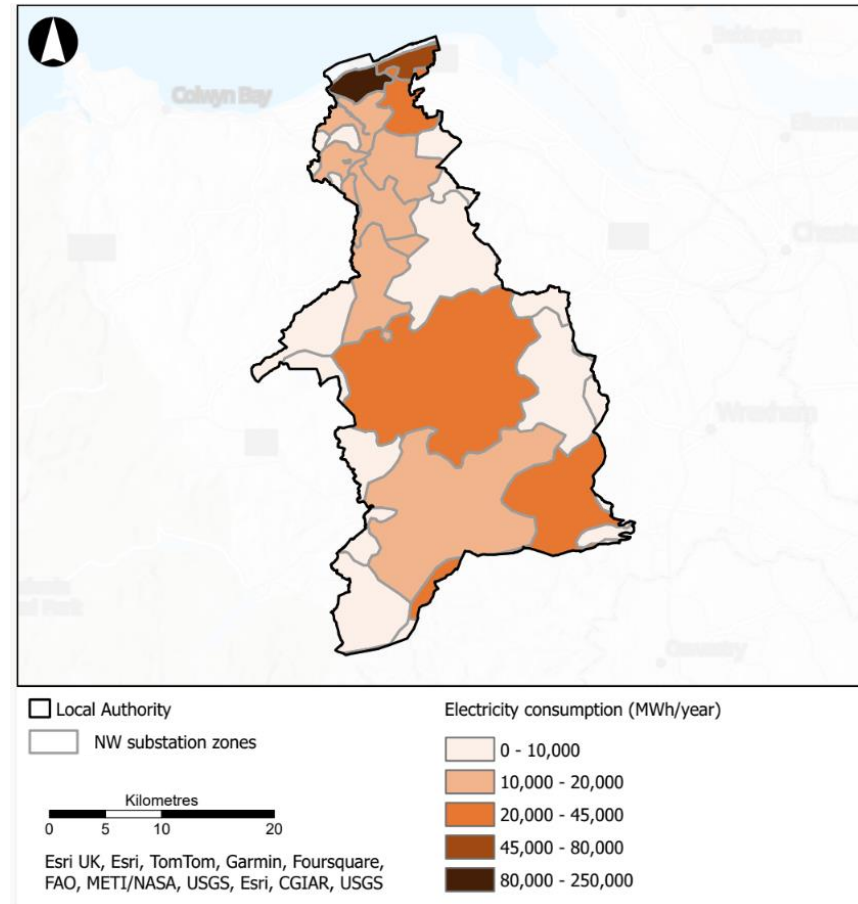 Colwyn Bay
Bebington
Wrexham
Oswestry
Local Authority
NW substation zones
Kilometres
0 5 10 20
Esri UK, Esri, TomTom, Garmin, Foursquare,
FAO, METI/NASA, USGS, Esri, CGIAR, USGS
Electricity consumption (MWh/year)
0 - 10,000
10,000 - 20,000
20,000 - 45,000
45,000 - 80,000
80,000 - 250,000